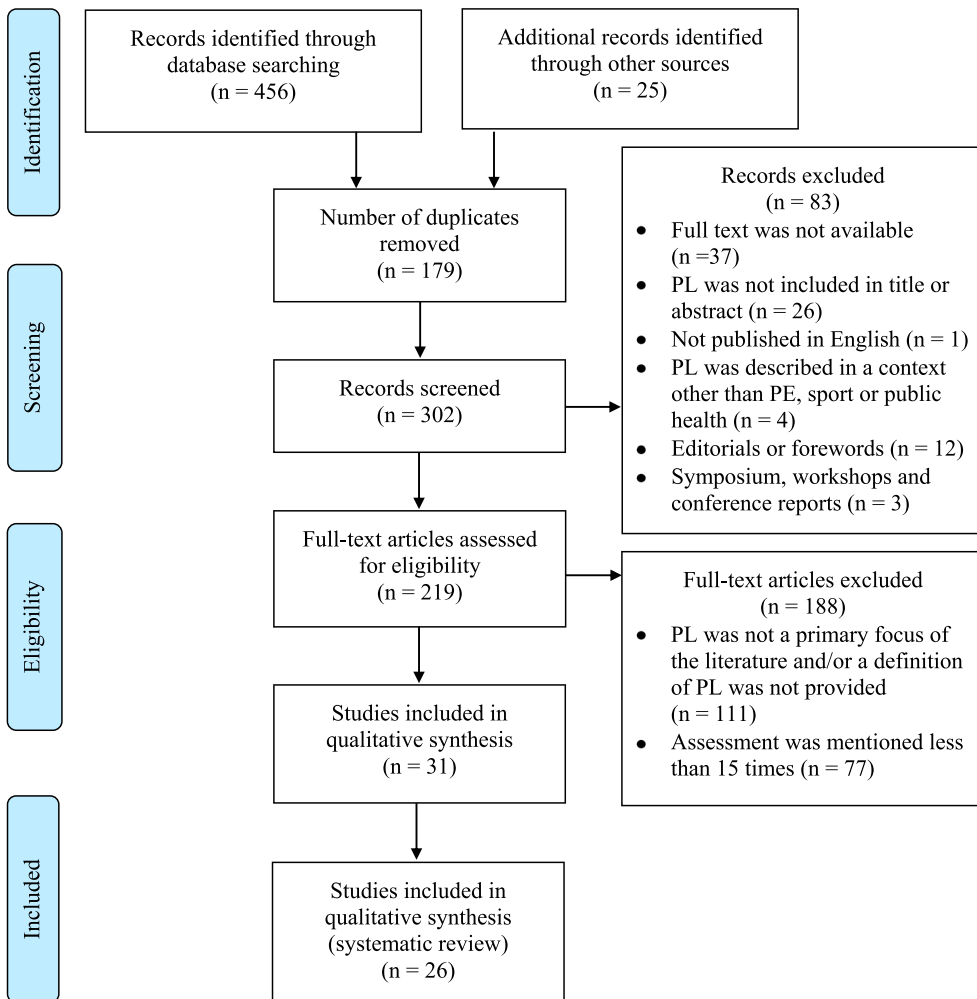 Identification
Records identified through
database searching
(n = 456)
Additional records identified
through other sources
(n = 25)
Number of duplicates
removed
(n = 179)
Screening
Records screened
(n = 302)
Records excluded
(n = 83)
• Full text was not available
(n =37)
• PL was not included in title or
abstract (n = 26)
• Not published in English (n = 1)
• PL was described in a context
other than PE, sport or public
health (n = 4)
• Editorials or forewords (n = 12)
• Symposium, workshops and
conference reports (n = 3)
Eligibility
Full-text articles assessed
for eligibility
(n = 219)
Full-text articles excluded
(n = 188)
• PL was not a primary focus of
the literature and/or a definition
of PL was not provided
(n = 111)
• Assessment was mentioned less
than 15 times (n = 77)
Studies included in
qualitative synthesis
(n = 31)
Included
Studies included in
qualitative synthesis
(systematic review)
(n = 26)